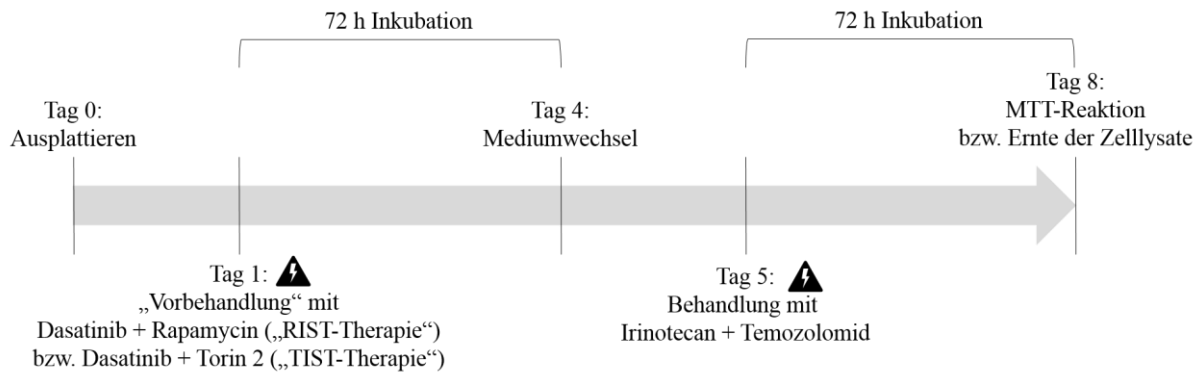 72 h Inkubation
72 h Inkubation
Tag 0:
Ausplattieren
Tag 4:
Mediumwechsel
Tag 8:
MTT-Reaktion
bzw. Ernte der Zelllysate
Tag 1:
„Vorbehandlung“ mit
Dasatinib + Rapamycin („RIST-Therapie“)
bzw. Dasatinib + Torin 2 („TIST-Therapie“)
Tag 5:
Behandlung mit
Irinotecan + Temozolomid